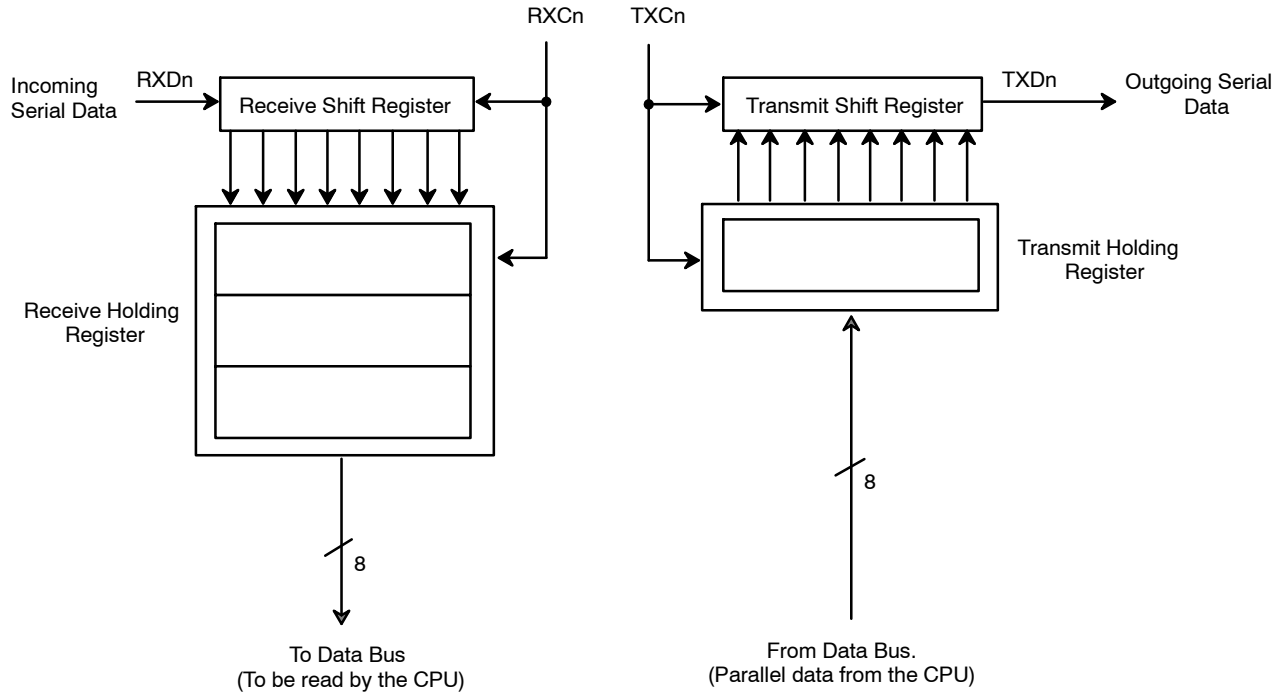 RXCn
TXCn
Incoming
Serial Data
RXDn
Receive Shift Register
Transmit Shift Register
TXDn
Outgoing Serial
Data
Receive Holding
Register
Transmit Holding
Register
8
8
To Data Bus
(To be read by the CPU)
From Data Bus.
(Parallel data from the CPU)